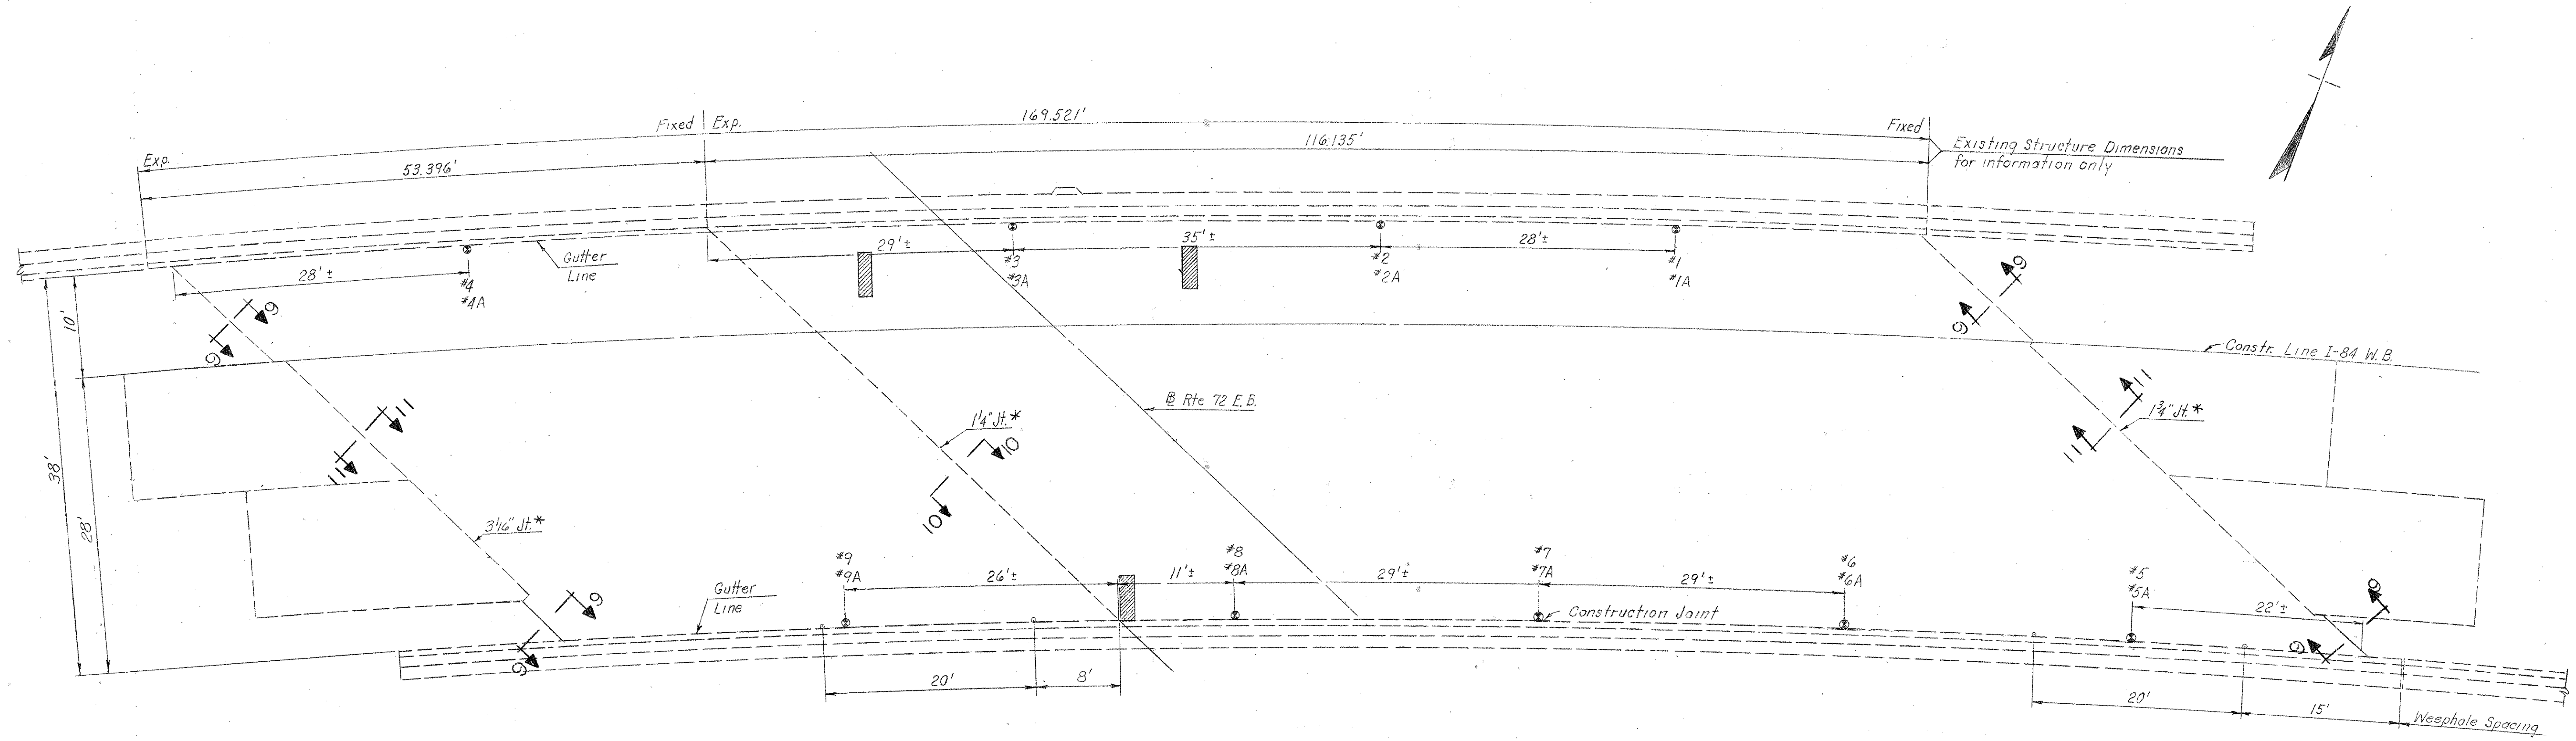 169.521'
Fixed | Exp.
Fixed
116.135'
Existing Structure Dimensions
for information only
Exp.
53.396'
29'±
35'±
28'±
Gutter
Line
28'±
#4
#4A
#3
#3A
#2
#2A
#1
#1A
9
9
9
9
10'
Constr. Line I-84 W.B.
11
11
11
11
1¼" Jt.*
℄ Rte 72 E.B.
1¾" Jt.*
10
10
38'
28'
3 1/16" Jt.*
#9
#9A
26'±
11'±
#8
#8A
29'±
#7
#7A
29'±
#6
#6A
#5
#5A
22'±
9
9
9
9
Gutter
Line
Construction Joint
20'
8'
20'
15'
Weephole Spacing